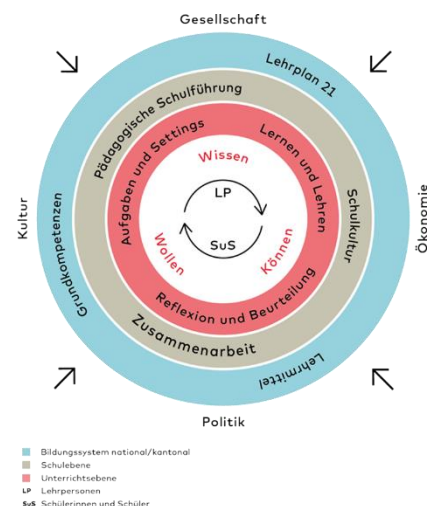 Gesellschaft
Lehrplan 21
Pädagogische Schulführung
Aufgaben und Settings
Lernen und Lehren
Wissen
LP
Kultur
Grundkompetenzen
Schulkultur
Ökonomie
SuS
Wollen
Können
Reflexion und Beurteilung
Zusammenarbeit
Lehrmittel
Politik
Bildungssystem national/kantonal
Schulebene
Unterrichtsebene
LP Lehrpersonen
SuS Schülerinnen und Schüler